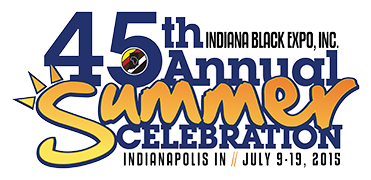 45th INDIANA BLACK EXPO, INC.
Annual
Summer
CELEBRATION
INDIANAPOLIS IN // JULY 9-19, 2015